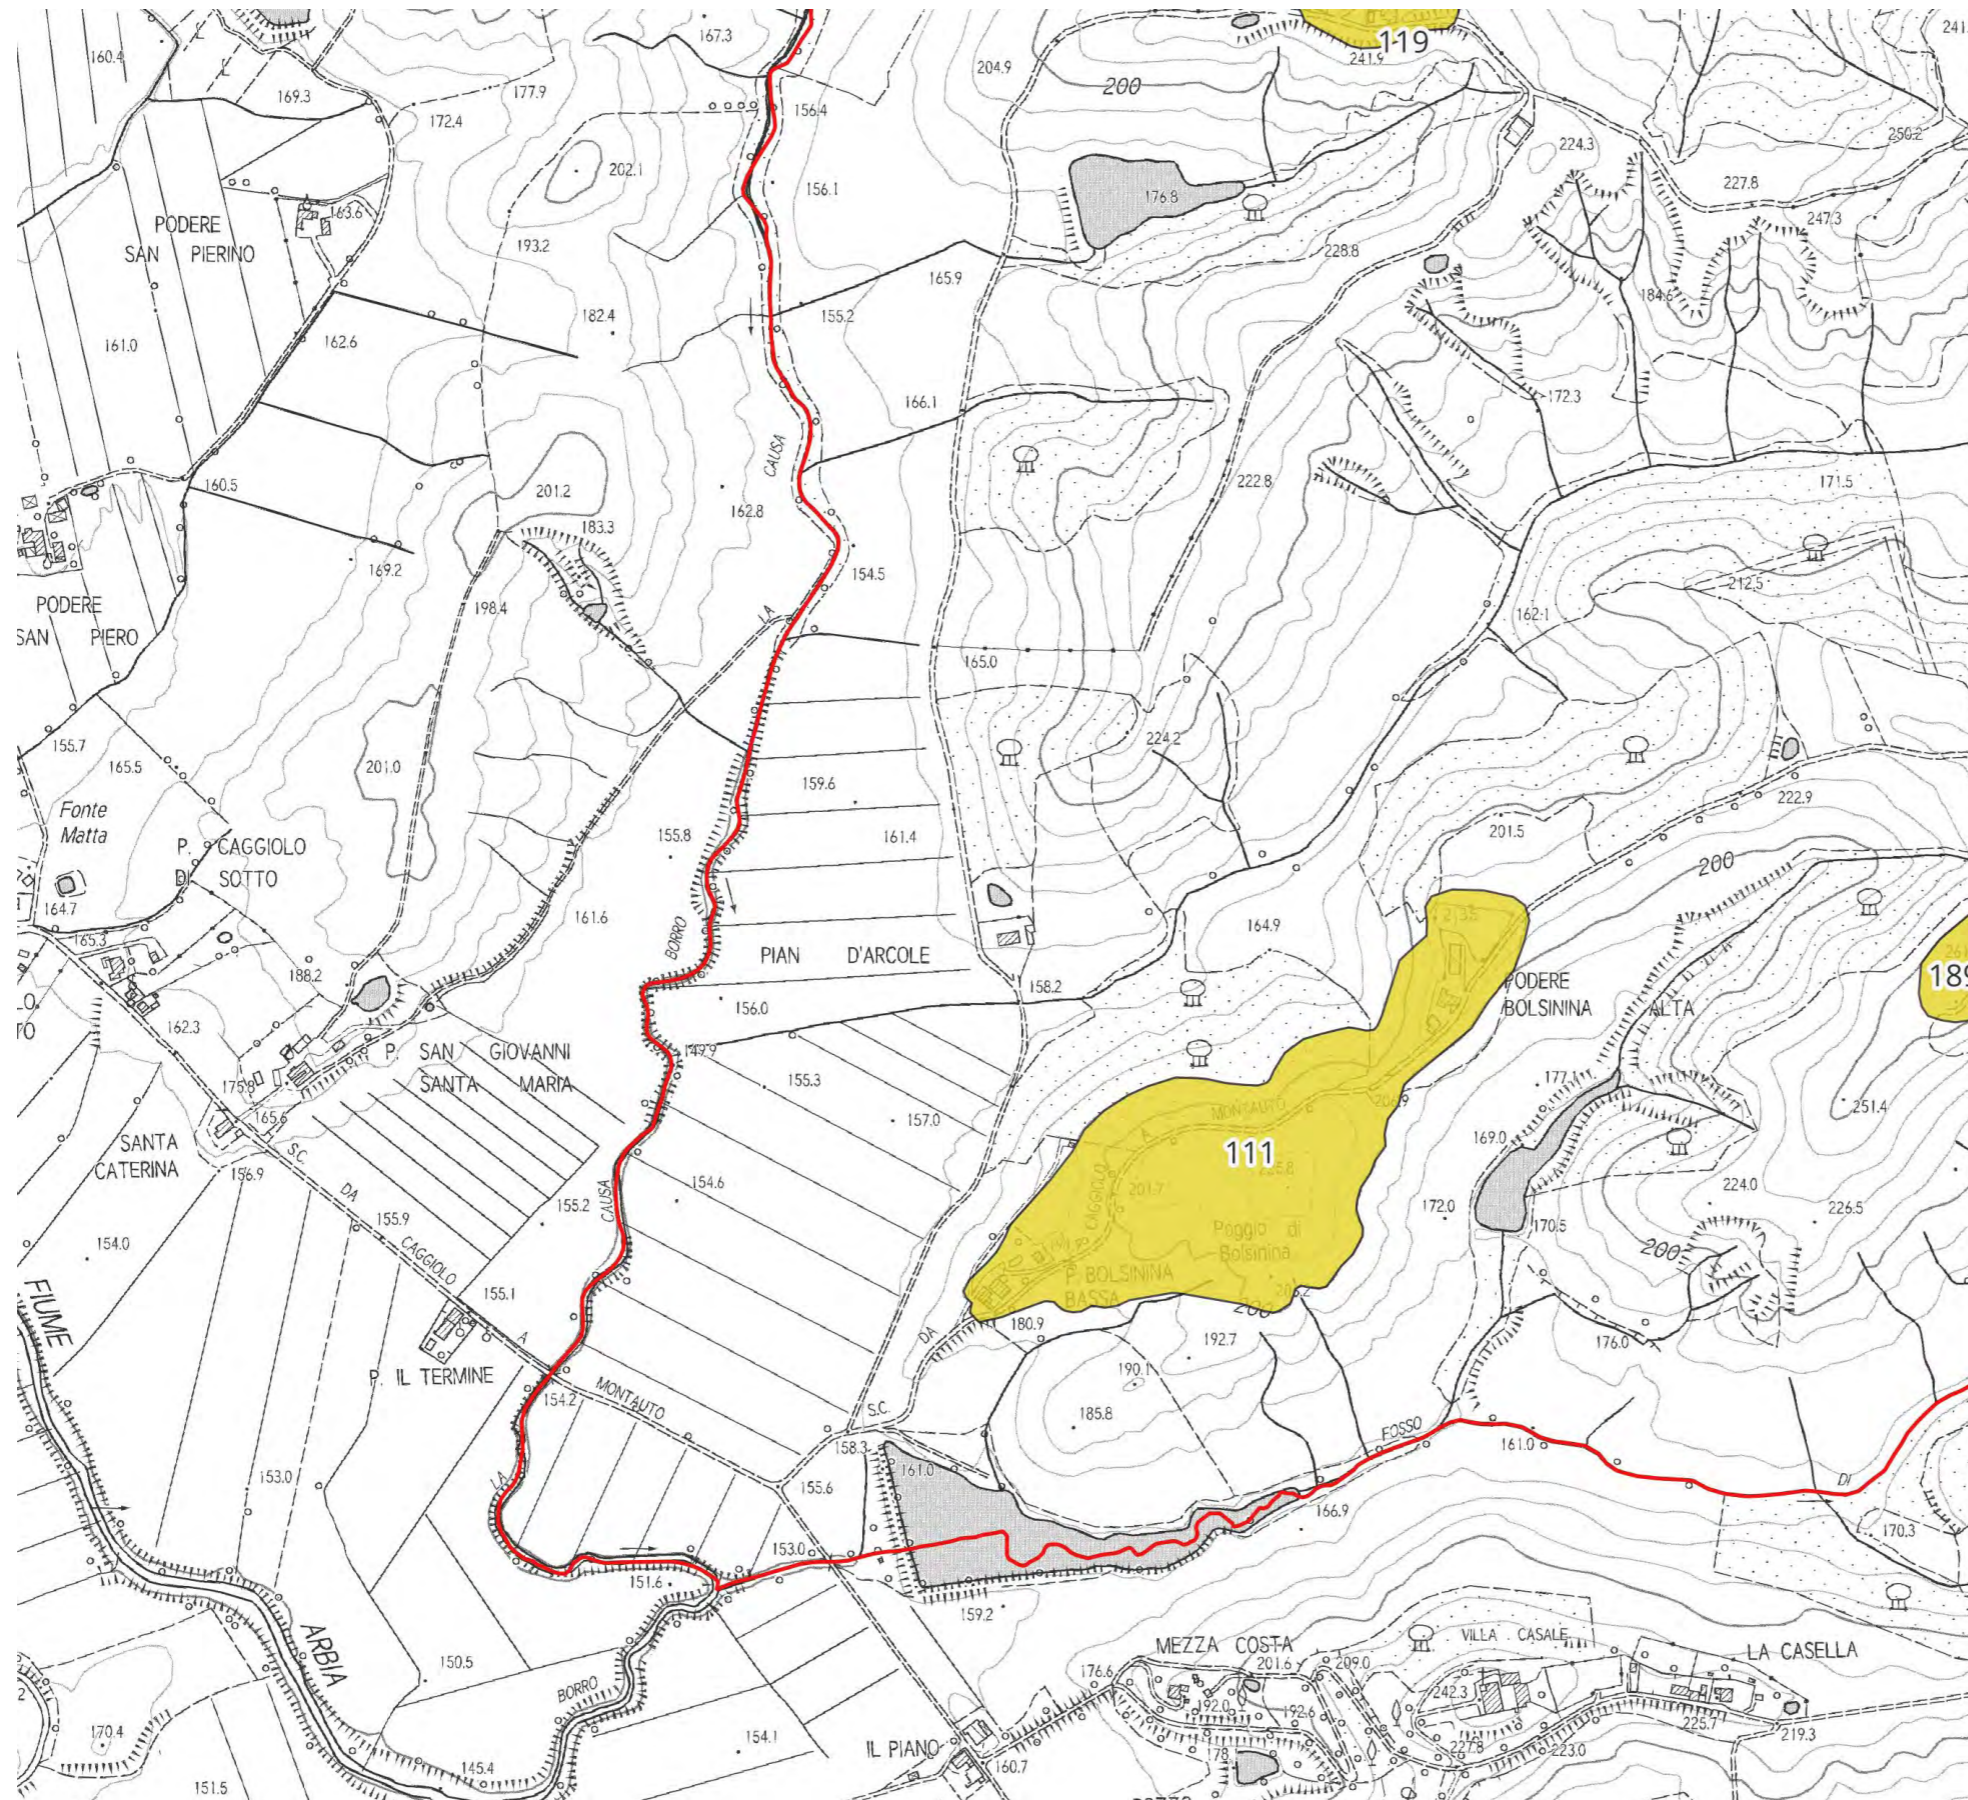 167.3
119
241.9
204.9
200
160.4
169.3
177.9
172.4
156.4
224.3
250.2
202.1
156.1
176.8
227.8
247.3
PODERE
SAN PIERINO
163.6
193.2
228.8
165.9
184.6
161.0
162.6
182.4
155.2
166.1
172.3
CAUSA
160.5
201.2
162.8
222.8
171.5
183.3
169.2
154.5
212.5
PODERE
SAN PIERO
198.4
LA
162.1
165.0
155.7
165.5
201.0
224.2
159.6
222.9
Fonte
Matta
P. CAGGIOLO
DI SOTTO
155.8
161.4
201.5
200
164.7
165.3
161.6
BORRO
164.9
PIAN D'ARCOLE
188.2
156.0
158.2
PODERE
BOLSININA ALTA
189
162.3
P. SAN GIOVANNI
SANTA MARIA
149.9
155.3
175.8
165.6
157.0
MONTAUTO
206.9
177.1
251.4
SANTA
CATERINA
S.C.
156.9
DA
111
169.0
154.6
155.2
CAUSA
201.7
CAGGIOLO
A
224.0
172.0
170.5
226.5
155.9
154.0
CAGGIOLO
Poggio di
Bolsinina
P. BOLSININA
BASSA
200
FIUME
155.1
A
180.9
DA
192.7
176.0
P. IL TERMINE
154.2
MONTAUTO
190.1
185.8
S.C.
FOSSO
161.0
158.3
161.0
LA
153.0
155.6
DI
166.9
170.3
153.0
151.6
159.2
ARBIA
150.5
BORRO
MEZZA COSTA
VILLA CASALE
LA CASELLA
201.6
209.0
176.6
192.0
192.6
242.3
225.7
219.3
170.4
154.1
IL PIANO
227.8
223.0
160.7
178
145.4
151.5